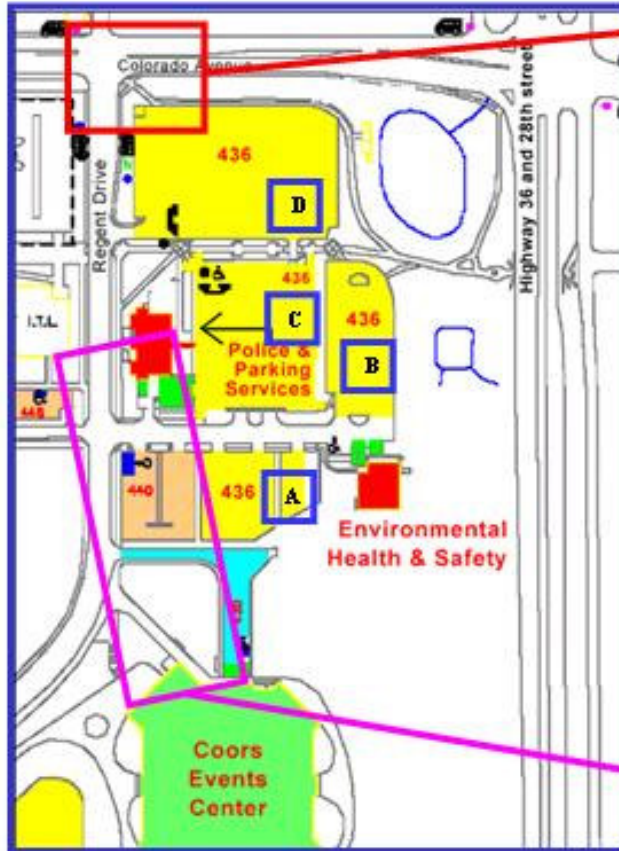 Colorado Avenue
Highway 36 and 28th street
Regent Drive
436
D
436
C
436
B
I.T.L.
Police &
Parking
Services
440
436
A
Environmental
Health & Safety
Coors
Events
Center